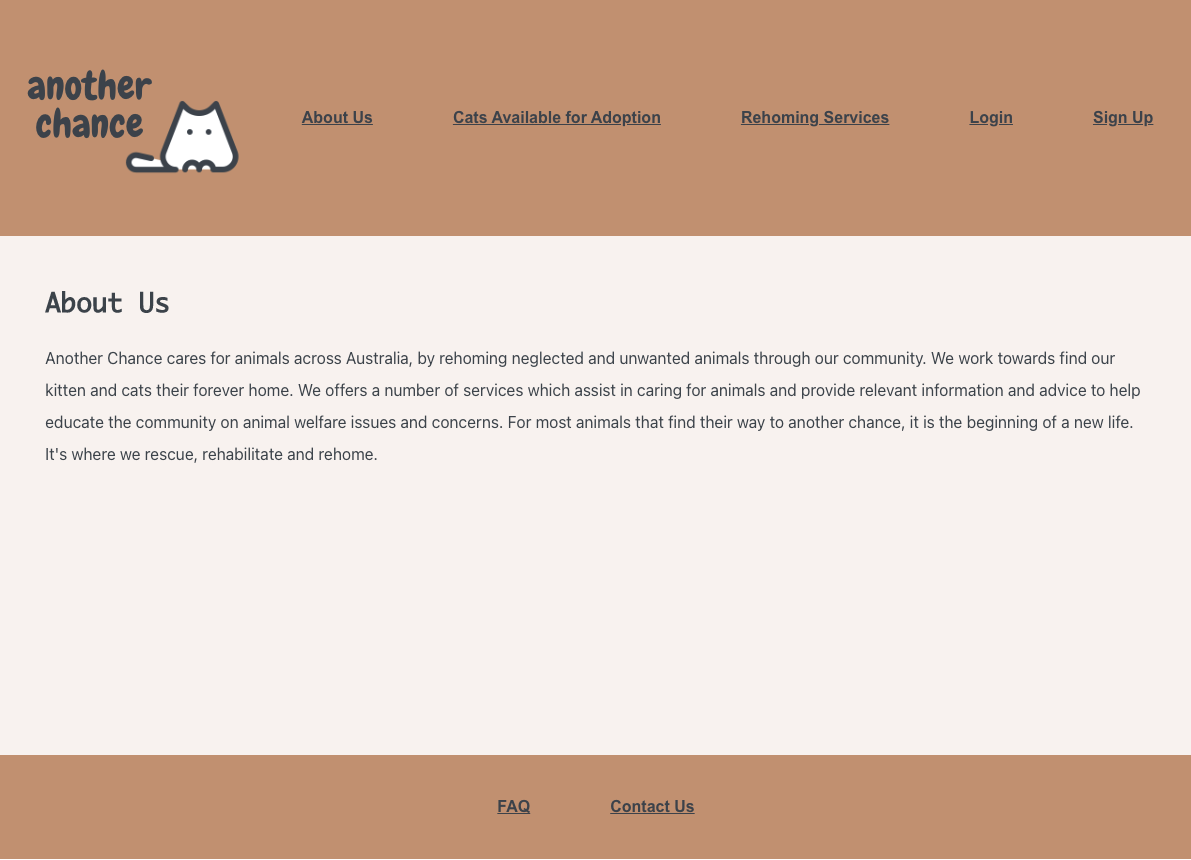 another
chance
About Us
Cats Available for Adoption
Rehoming Services
Login
Sign Up
About Us
Another Chance cares for animals across Australia, by rehoming neglected and unwanted animals through our community. We work towards find our
kitten and cats their forever home. We offers a number of services which assist in caring for animals and provide relevant information and advice to help
educate the community on animal welfare issues and concerns. For most animals that find their way to another chance, it is the beginning of a new life.
It's where we rescue, rehabilitate and rehome.
FAQ
Contact Us